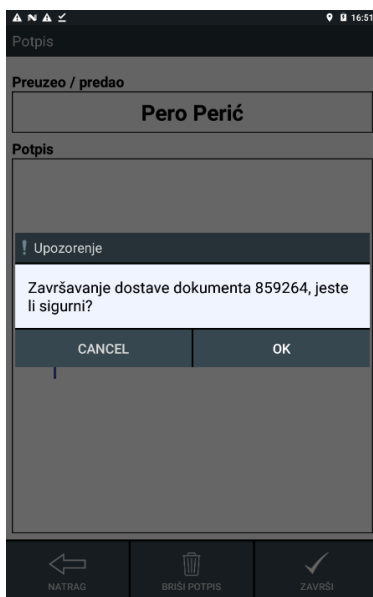 16:51
Potpis
Preuzeo / predao
Pero Perić
Potpis
Upozorenje
Završavanje dostave dokumenta 859264, jeste
li sigurni?
CANCEL OK
NATRAG BRIŠI POTPIS ZAVRŠI